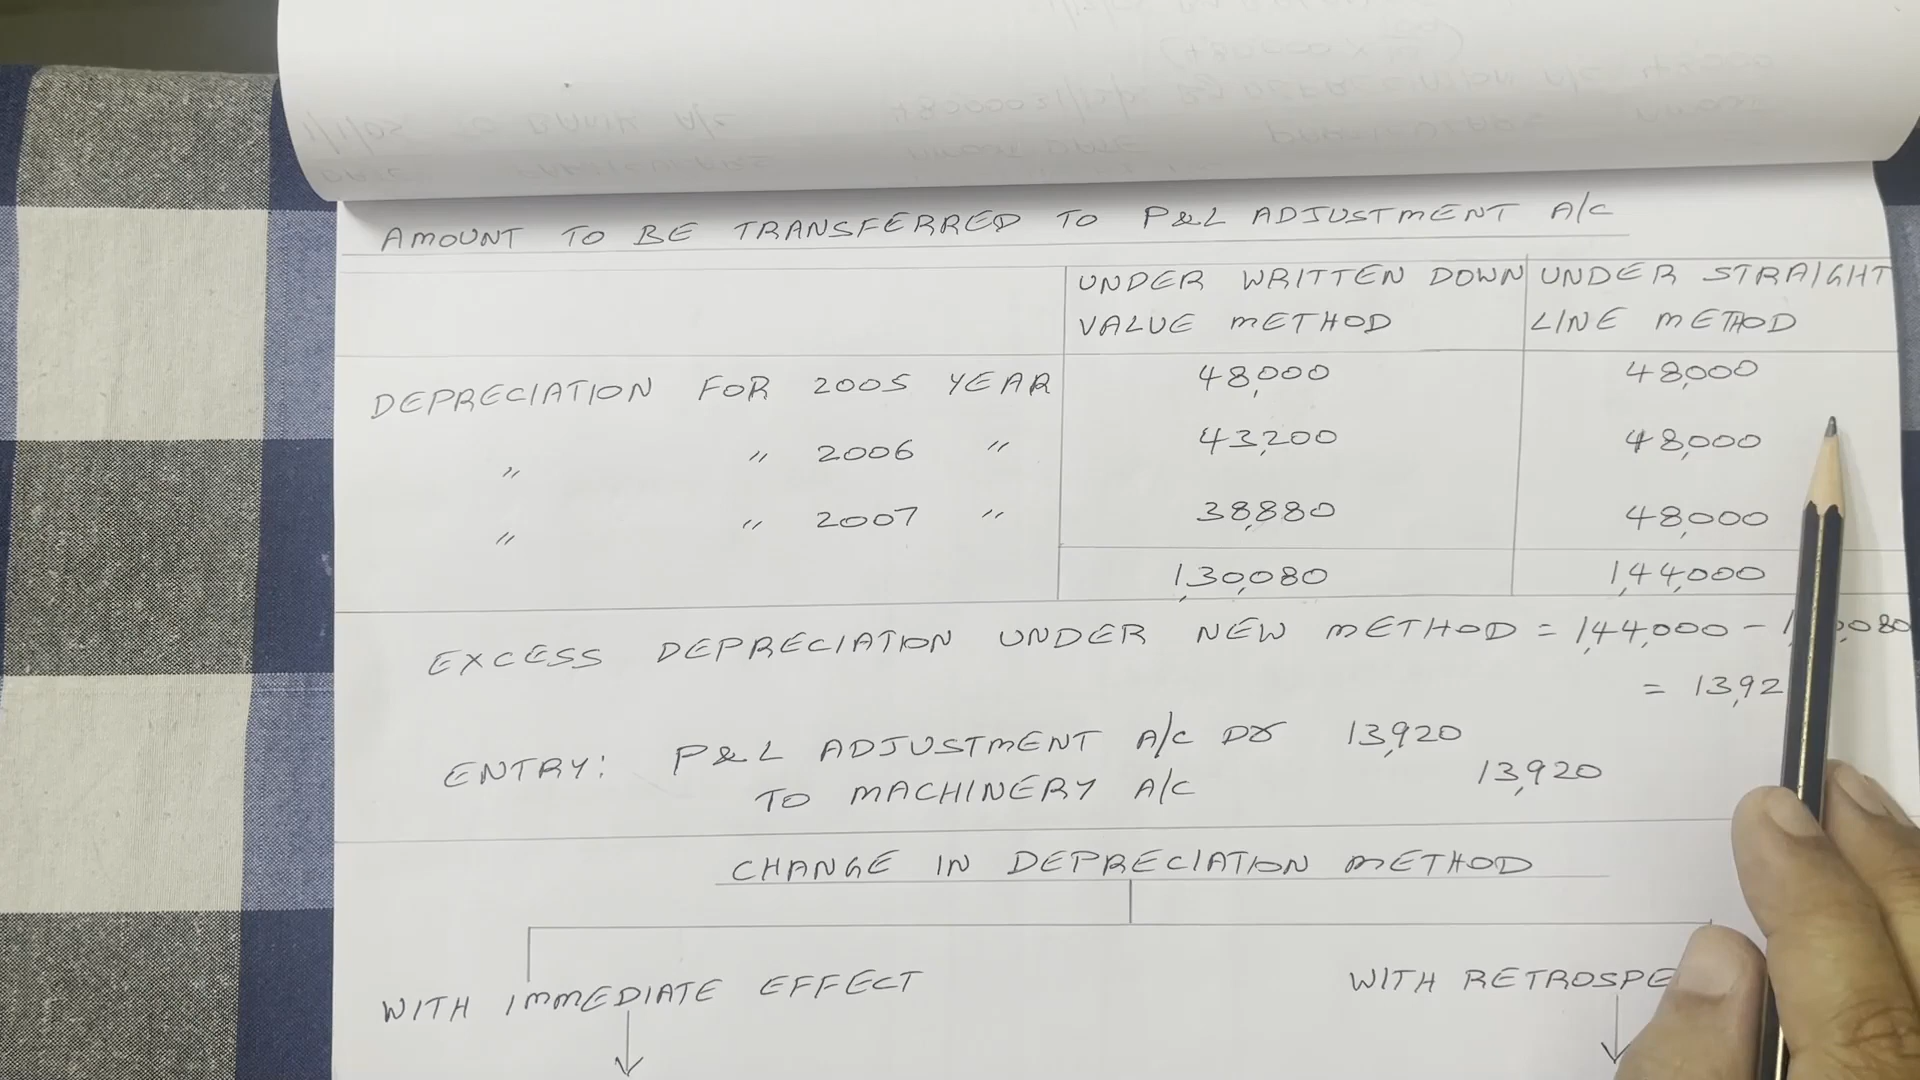 AMOUNT TO BE TRANSFERRED TO P&L ADJUSTMENT A/C
UNDER WRITTEN DOWN VALUE METHOD UNDER STRAIGHT LINE METHOD
DEPRECIATION FOR 2005 YEAR 48,000 48,000
" " 2006 " 43,200 48,000
" " 2007 " 38,880 48,000
1,30,080 1,44,000
EXCESS DEPRECIATION UNDER NEW METHOD = 1,44,000 -
= 13,92
ENTRY: P&L ADJUSTMENT A/C Dr 13,920
TO MACHINERY A/C 13,920
CHANGE IN DEPRECIATION METHOD
WITH IMMEDIATE EFFECT WITH RETROSPE